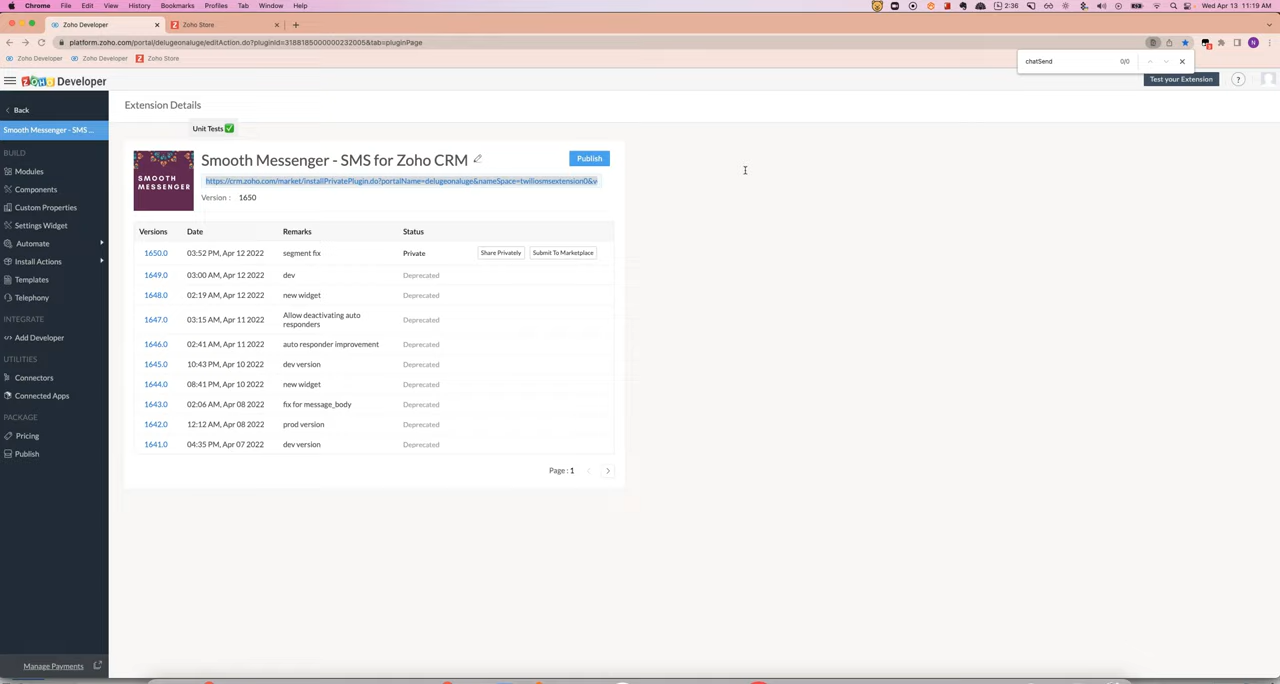 Chrome File Edit View History Bookmarks Profiles Tab Window Help
2:36 Wed Apr 13 11:19 AM
Zoho Developer Zoho Store
platform.zoho.com/portal/delugeonaluge/editAction.do?pluginId=3188185000000232005&tab=pluginPage
Zoho Developer Zoho Developer Zoho Store
chatSend 0/0
ZOHO Developer
Test your Extension ?
Back
Extension Details
Smooth Messenger - SMS ...
Unit Tests ✅
BUILD
Modules
Components
Custom Properties
Settings Widget
Automate
Install Actions
Templates
Telephony
INTEGRATE
Add Developer
UTILITIES
Connectors
Connected Apps
PACKAGE
Pricing
Publish
Manage Payments
SMOOTH
MESSENGER
Smooth Messenger - SMS for Zoho CRM
Publish
https://crm.zoho.com/market/installPrivatePlugin.do?portalName=delugeonaluge&nameSpace=twiliosmsextension0&v
Version : 1650
Versions Date Remarks Status
1650.0 03:52 PM, Apr 12 2022 segment fix Private Share Privately Submit To Marketplace
1649.0 03:00 AM, Apr 12 2022 dev Deprecated
1648.0 02:19 AM, Apr 12 2022 new widget Deprecated
1647.0 03:15 AM, Apr 11 2022 Allow deactivating auto
responders Deprecated
1646.0 02:41 AM, Apr 11 2022 auto responder improvement Deprecated
1645.0 10:43 PM, Apr 10 2022 dev version Deprecated
1644.0 08:41 PM, Apr 10 2022 new widget Deprecated
1643.0 02:06 AM, Apr 08 2022 fix for message_body Deprecated
1642.0 12:12 AM, Apr 08 2022 prod version Deprecated
1641.0 04:35 PM, Apr 07 2022 dev version Deprecated
Page : 1